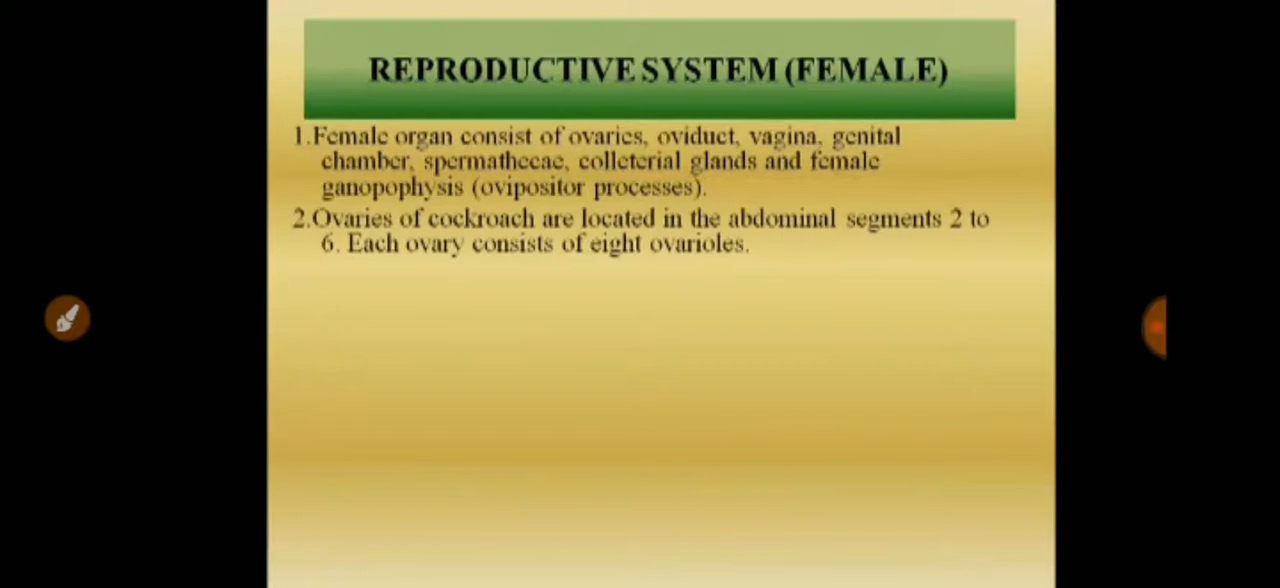 REPRODUCTIVE SYSTEM (FEMALE)
1.Female organ consist of ovaries, oviduct, vagina, genital
chamber, spermathecae, colleterial glands and female
ganopophysis (ovipositor processes).
2.Ovaries of cockroach are located in the abdominal segments 2 to
6. Each ovary consists of eight ovarioles.